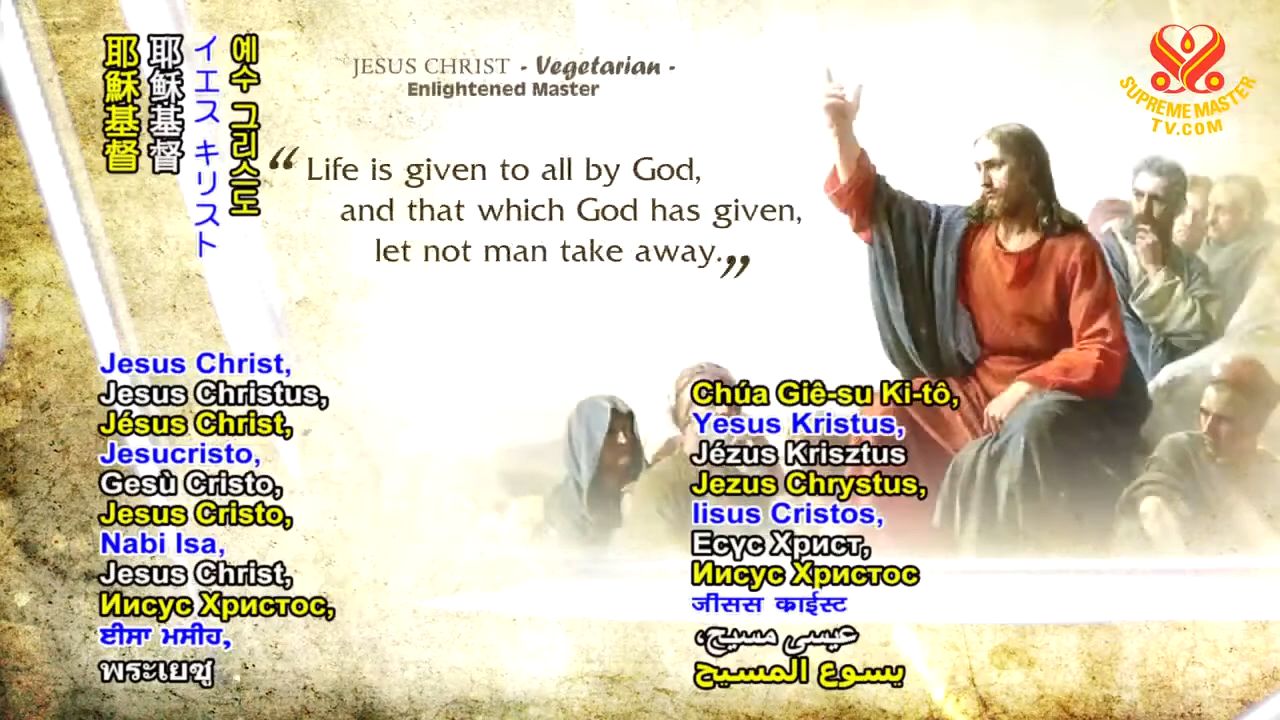 耶穌基督
耶穌基督
イエス キリスト
예수 그리스도
JESUS CHRIST - Vegetarian -
Enlightened Master
“Life is given to all by God,
and that which God has given,
let not man take away.”
SUPREME MASTER
TV.COM
Jesus Christ,
Jesus Christus,
Jésus Christ,
Jesucristo,
Gesù Cristo,
Jesus Cristo,
Nabi Isa,
Jesus Christ,
Иисус Христос,
ਈਸਾ ਮਸੀਹ,
พระเยซู
Chúa Giê-su Ki-tô,
Yesus Kristus,
Jézus Krisztus
Jezus Chrystus,
Iisus Cristos,
Есүс Христ,
Иисус Христос
जीसस काईस्ट
عیسی مسیح،
يسوع المسيح